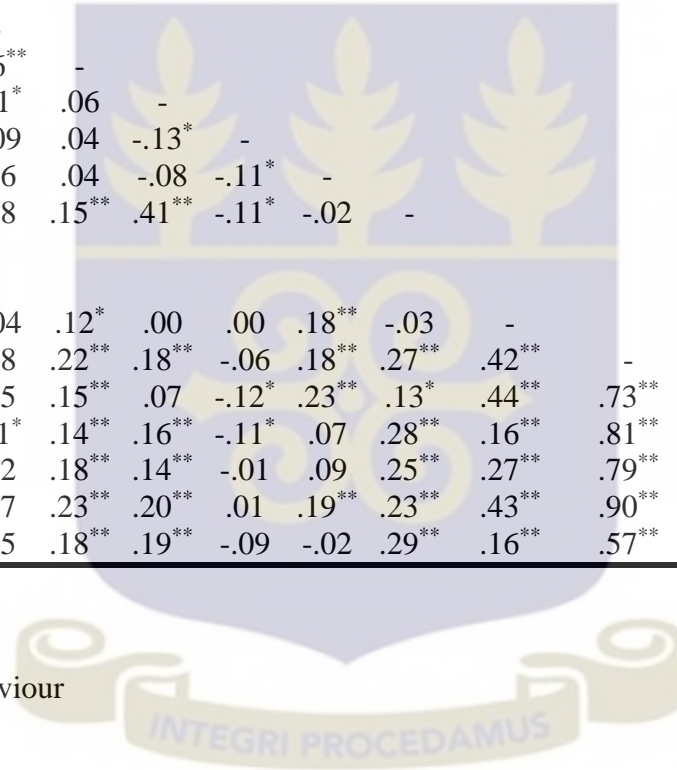 -
5** -
1* .06 -
09 .04 -.13* -
6 .04 -.08 -.11* -
8 .15** .41** -.11* -.02 -
04 .12* .00 .00 .18** -.03 -
8 .22** .18** -.06 .18** .27** .42** -
5 .15** .07 -.12* .23** .13* .44** .73**
1* .14** .16** -.11* .07 .28** .16** .81**
2 .18** .14** -.01 .09 .25** .27** .79**
7 .23** .20** .01 .19** .23** .43** .90**
5 .18** .19** -.09 -.02 .29** .16** .57**
viour
INTEGRI PROCEDAMUS